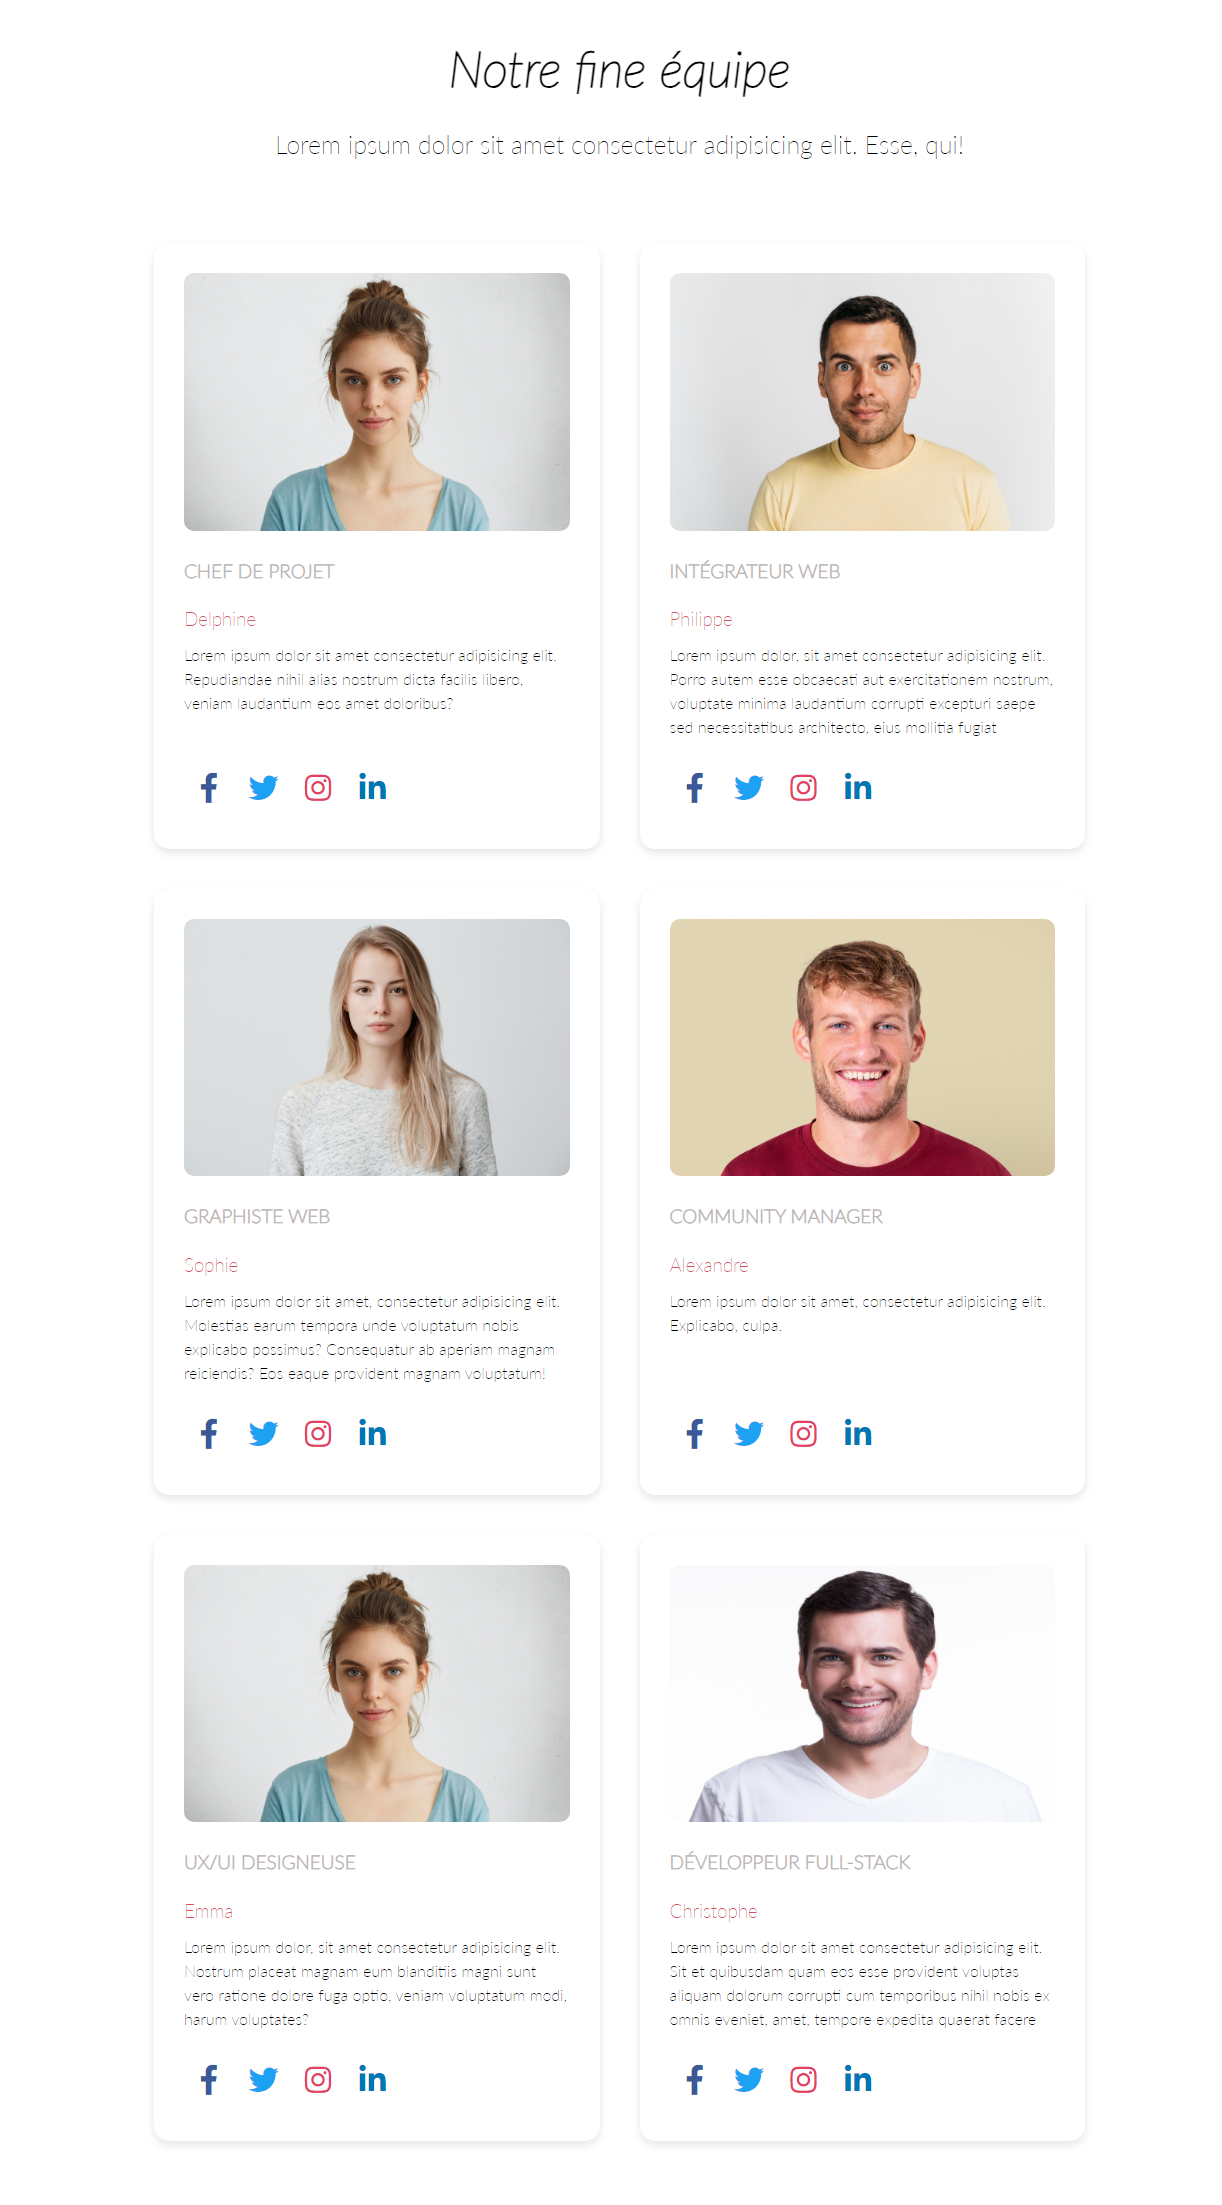 Notre fine équipe
Lorem ipsum dolor sit amet consectetur adipisicing elit. Esse, qui!
CHEF DE PROJET
Delphine
Lorem ipsum dolor sit amet consectetur adipisicing elit.
Repudiandae nihil alias nostrum dicta facilis libero,
veniam laudantium eos amet doloribus?
INTÉGRATEUR WEB
Philippe
Lorem ipsum dolor, sit amet consectetur adipisicing elit.
Porro autem esse obcaecati aut exercitationem nostrum,
voluptate minima laudantium corrupti excepturi saepe
sed necessitatibus architecto, eius mollitia fugiat
GRAPHISTE WEB
Sophie
Lorem ipsum dolor sit amet, consectetur adipisicing elit.
Molestias earum tempora unde voluptatum nobis
explicabo possimus? Consequatur ab aperiam magnam
reiciendis? Eos eaque provident magnam voluptatum!
COMMUNITY MANAGER
Alexandre
Lorem ipsum dolor sit amet, consectetur adipisicing elit.
Explicabo, culpa.
UX/UI DESIGNEUSE
Emma
Lorem ipsum dolor, sit amet consectetur adipisicing elit.
Nostrum placeat magnam eum blanditiis magni sunt
vero ratione dolore fuga optio, veniam voluptatum modi,
harum voluptates?
DÉVELOPPEUR FULL-STACK
Christophe
Lorem ipsum dolor sit amet consectetur adipisicing elit.
Sit et quibusdam quam eos esse provident voluptas
aliquam dolorum corrupti cum temporibus nihil nobis ex
omnis eveniet, amet, tempore expedita quaerat facere